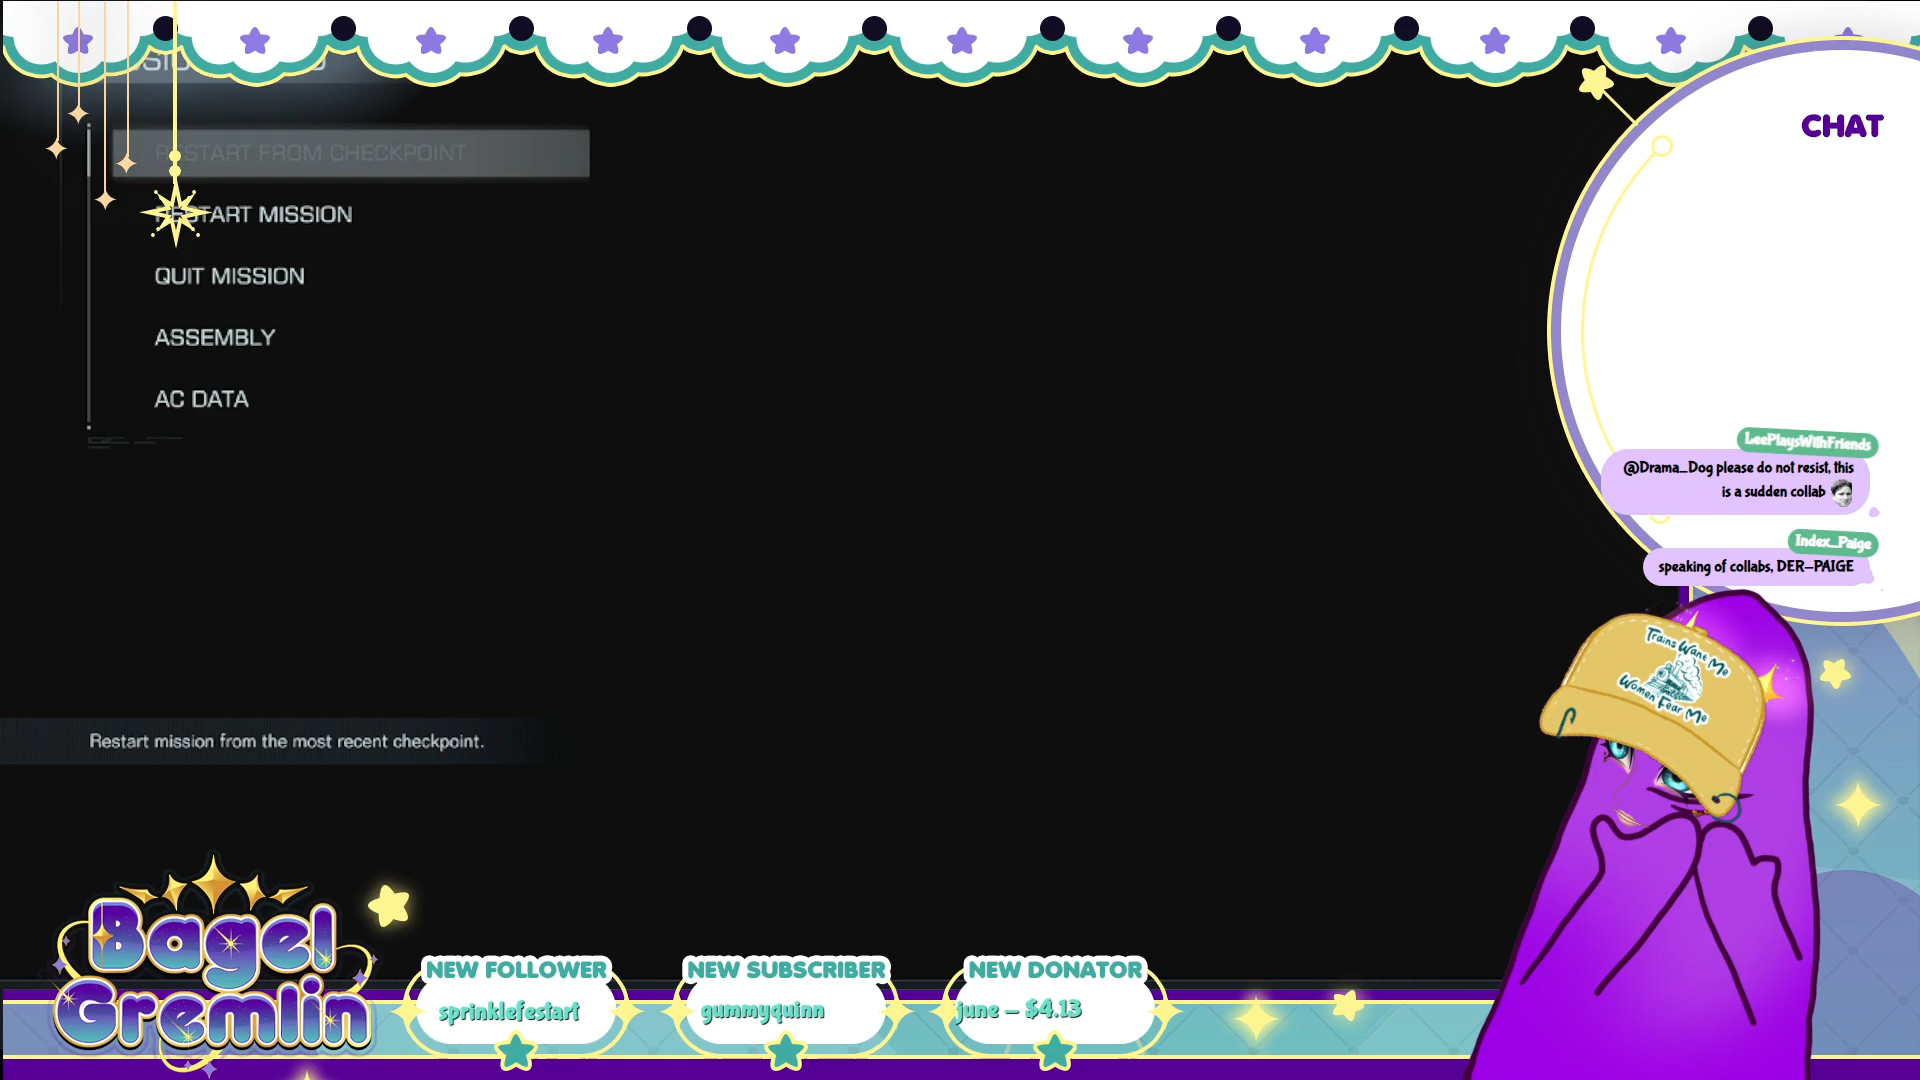 RESTART FROM CHECKPOINT
RESTART MISSION
QUIT MISSION
ASSEMBLY
AC DATA
Restart mission from the most recent checkpoint.
CHAT
LeePlaysWithFriends
@Drama_Dog please do not resist, this
is a sudden collab
Index_Paige
speaking of collabs, DER-PAIGE
Trains Want Me
Women Fear Me
Bagel
Gremlin
NEW FOLLOWER
sprinklefestart
NEW SUBSCRIBER
gummyquinn
NEW DONATOR
june – $4.13